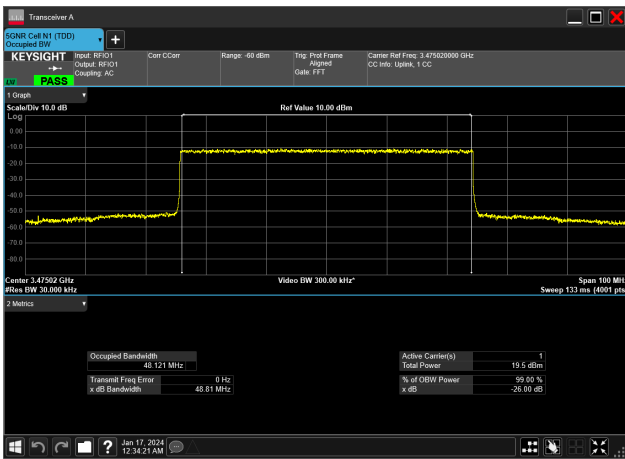 Transceiver A
5GNR Cell N1 (TDD)
Occupied BW
KEYSIGHT
PASS
Input: RFIO1
Output: RFIO1
Coupling: AC
Corr CCorr
Range: -60 dBm
Trig: Prot Frame
Aligned
Gate: FFT
Carrier Ref Freq: 3.475020000 GHz
CC Info: Uplink, 1 CC
1 Graph
Scale/Div 10.0 dB
Ref Value 10.00 dBm
Log
0.00
-10.0
-20.0
-30.0
-40.0
-50.0
-60.0
-70.0
-80.0
Center 3.47502 GHz
Video BW 300.00 kHz*
Span 100 MHz
#Res BW 30.000 kHz
Sweep 133 ms (4001 pts
2 Metrics
Occupied Bandwidth
48.121 MHz
Transmit Freq Error 0 Hz
x dB Bandwidth 48.81 MHz
Active Carrier(s) 1
Total Power 19.5 dBm
% of OBW Power 99.00 %
x dB -26.00 dB
?
Jan 17, 2024
12:34:21 AM